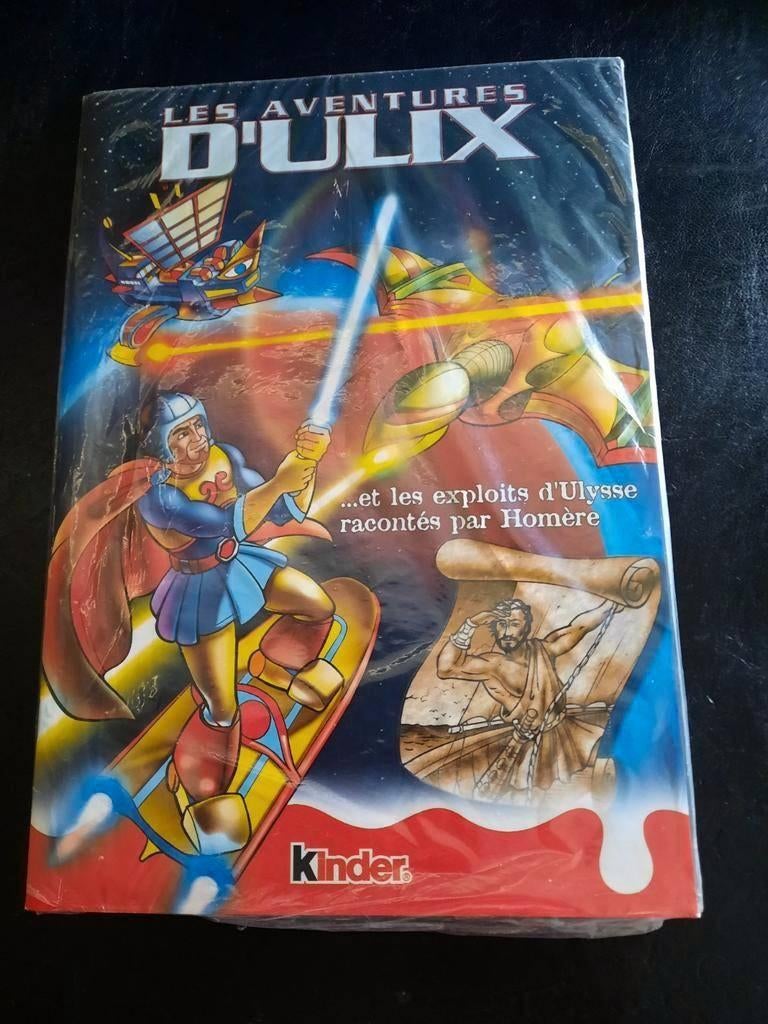 LES AVENTURES
D'ULIX
...et les exploits d'Ulysse
racontés par Homère
Kinder®